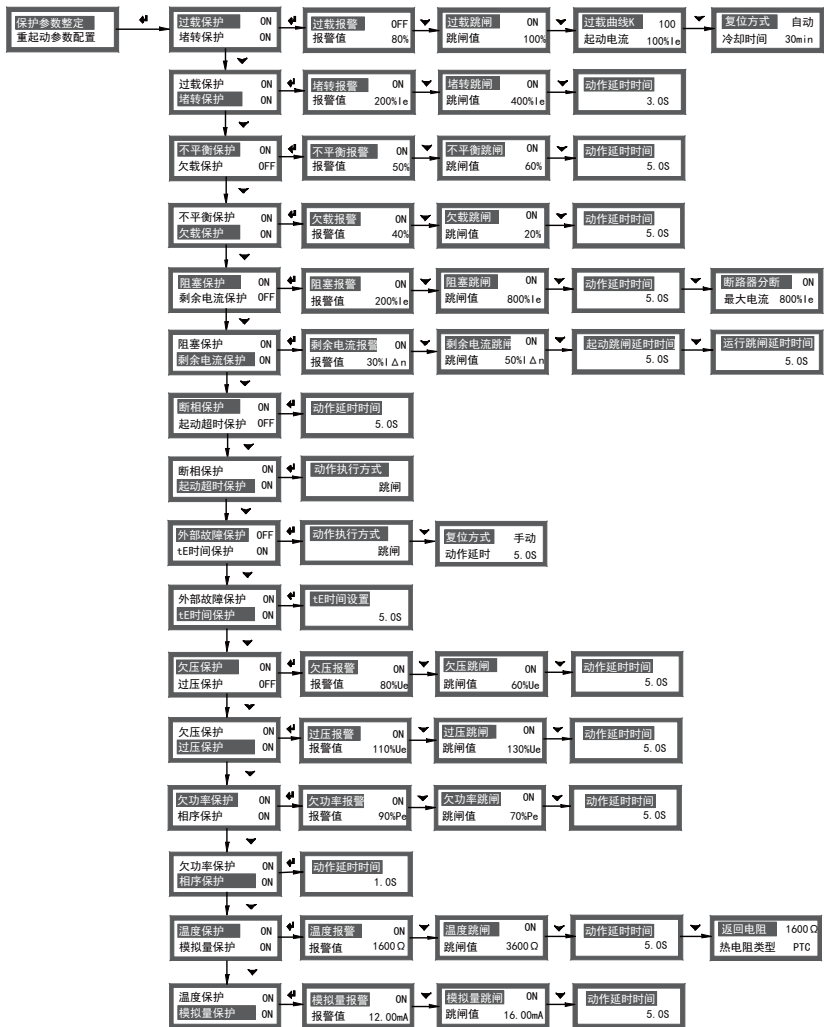 保护参数整定
重起动参数配置
过载保护 ON
堵转保护 ON
过载报警 OFF
报警值 80%
过载跳闸 ON
跳闸值 100%
过载曲线K 100
起动电流 100%Ie
复位方式 自动
冷却时间 30min
过载保护 ON
堵转保护 ON
堵转报警 ON
报警值 200%Ie
堵转跳闸 ON
跳闸值 400%Ie
动作延时时间
3.0S
不平衡保护 ON
欠载保护 OFF
不平衡报警 ON
报警值 50%
不平衡跳闸 ON
跳闸值 60%
动作延时时间
5.0S
不平衡保护 ON
欠载保护 ON
欠载报警 ON
报警值 40%
欠载跳闸 ON
跳闸值 20%
动作延时时间
5.0S
阻塞保护 ON
剩余电流保护 OFF
阻塞报警 ON
报警值 200%Ie
阻塞跳闸 ON
跳闸值 800%Ie
动作延时时间
5.0S
断路器分断 ON
最大电流 800%Ie
阻塞保护 ON
剩余电流保护 ON
剩余电流报警 ON
报警值 30%IΔn
剩余电流跳闸 ON
跳闸值 50%IΔn
起动跳闸延时时间
5.0S
运行跳闸延时时间
5.0S
断相保护 ON
起动超时保护 OFF
动作延时时间
5.0S
断相保护 ON
起动超时保护 ON
动作执行方式
跳闸
外部故障保护 OFF
tE时间保护 ON
动作执行方式
跳闸
复位方式 手动
动作延时 5.0S
外部故障保护 ON
tE时间保护 ON
tE时间设置
5.0S
欠压保护 ON
过压保护 OFF
欠压报警 ON
报警值 80%Ue
欠压跳闸 ON
跳闸值 60%Ue
动作延时时间
5.0S
欠压保护 ON
过压保护 ON
过压报警 ON
报警值 110%Ue
过压跳闸 ON
跳闸值 130%Ue
动作延时时间
5.0S
欠功率保护 ON
相序保护 ON
欠功率报警 ON
报警值 90%Pe
欠功率跳闸 ON
跳闸值 70%Pe
动作延时时间
5.0S
欠功率保护 ON
相序保护 ON
动作延时时间
1.0S
温度保护 ON
模拟量保护 ON
温度报警 ON
报警值 1600Ω
温度跳闸 ON
跳闸值 3600Ω
动作延时时间
5.0S
返回电阻 1600Ω
热电阻类型 PTC
温度保护 ON
模拟量保护 ON
模拟量报警 ON
报警值 12.00mA
模拟量跳闸 ON
跳闸值 16.00mA
动作延时时间
5.0S